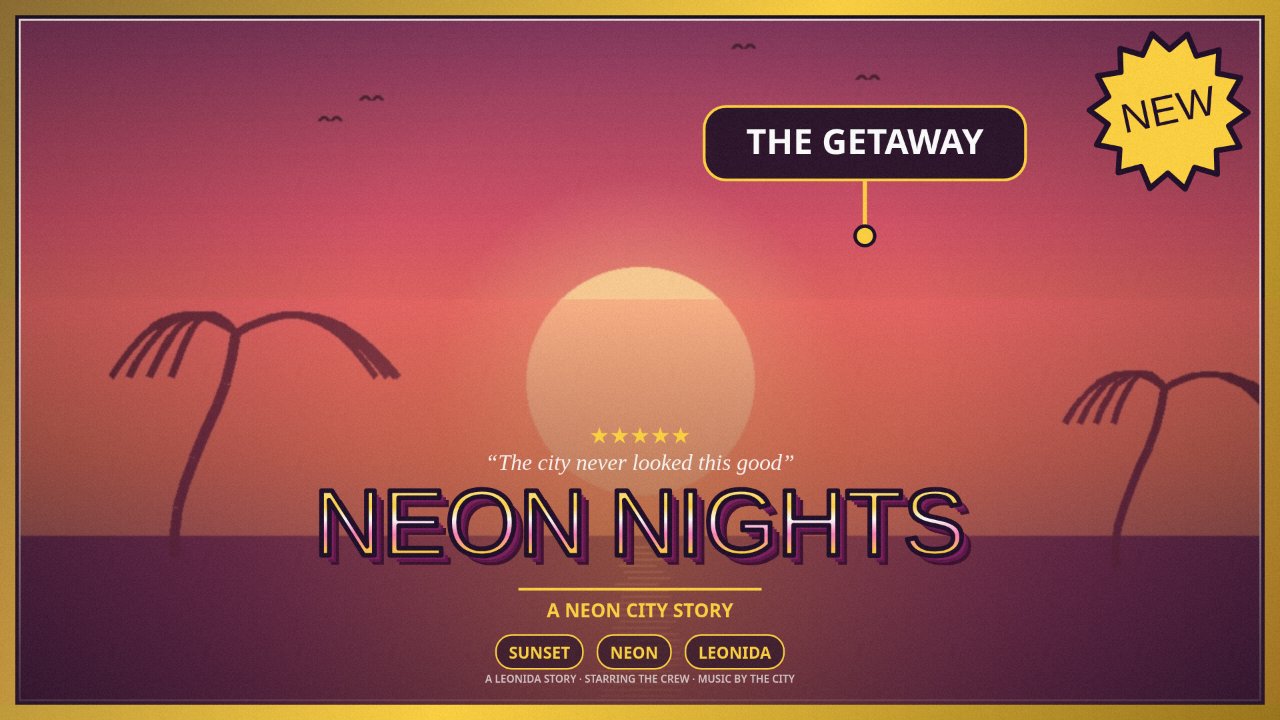 NEW
THE GETAWAY
★★★★★
“The city never looked this good”
NEON NIGHTS
A NEON CITY STORY
SUNSET NEON LEONIDA
A LEONIDA STORY · STARRING THE CREW · MUSIC BY THE CITY